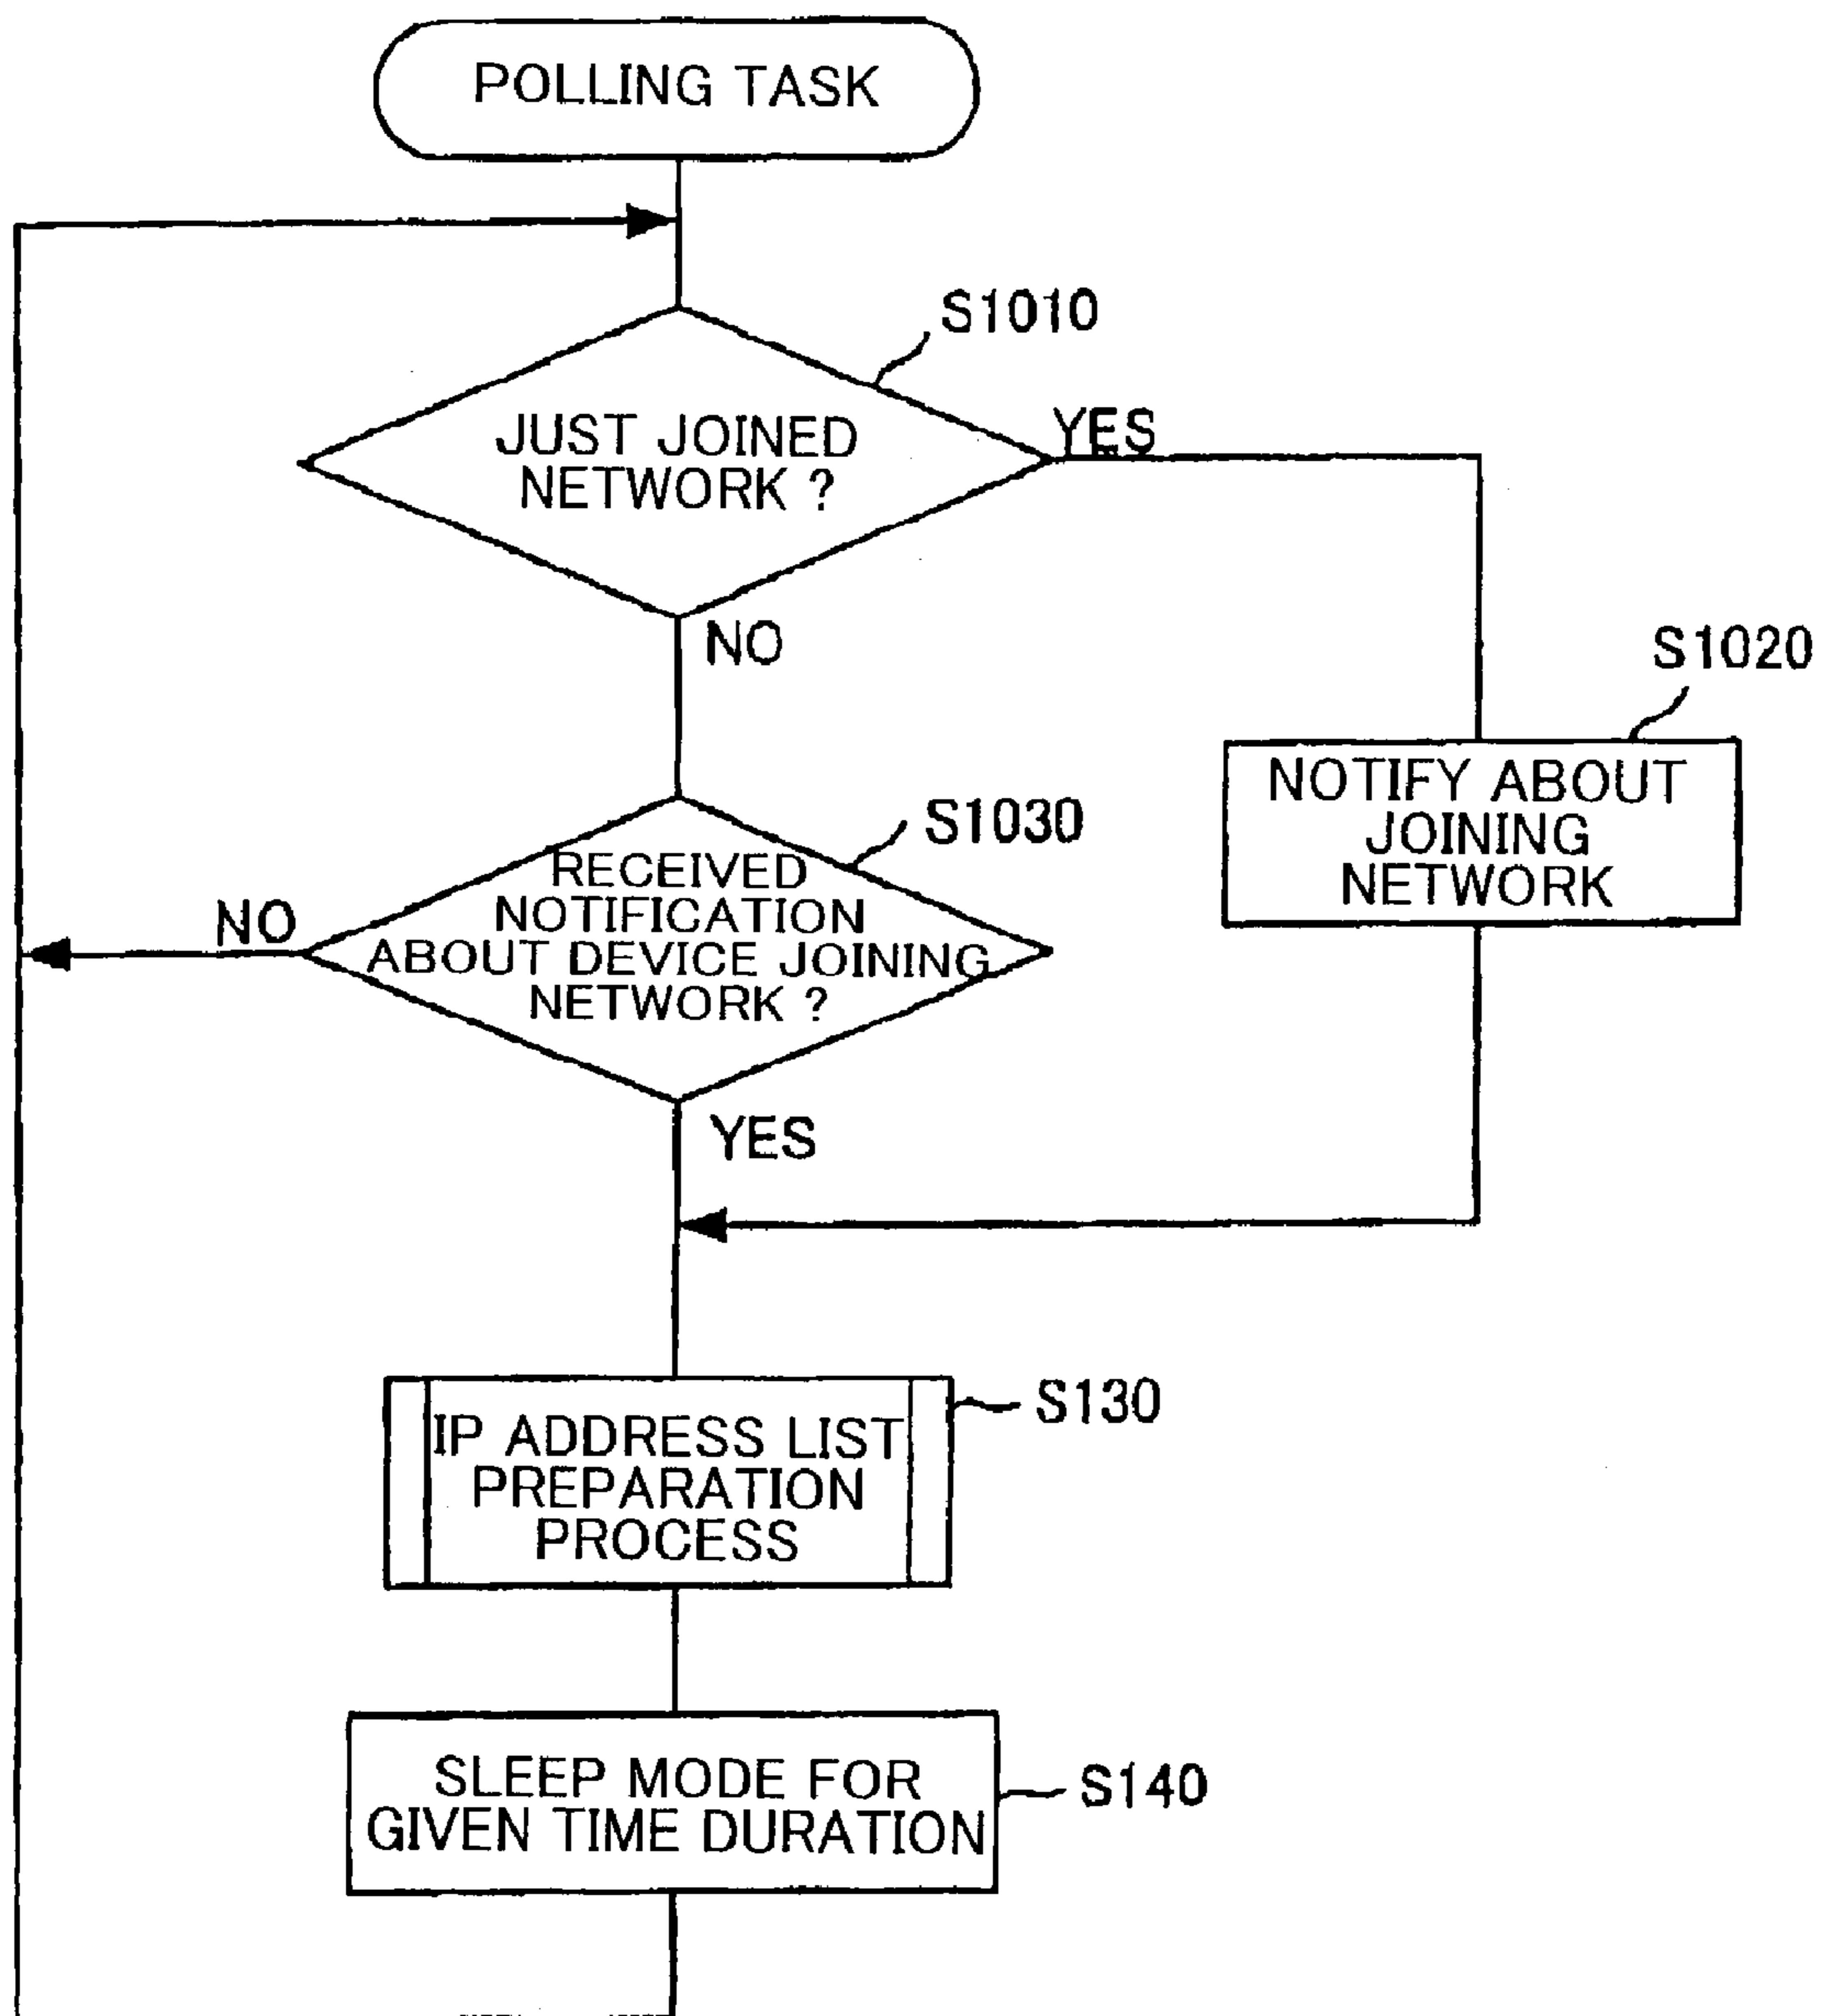 POLLING TASK
S1010
JUST JOINED
NETWORK ?
YES
NO
S1020
NOTIFY ABOUT
JOINING
NETWORK
S1030
RECEIVED
NOTIFICATION
ABOUT DEVICE JOINING
NETWORK ?
NO
YES
S130
IP ADDRESS LIST
PREPARATION
PROCESS
SLEEP MODE FOR
GIVEN TIME DURATION
S140